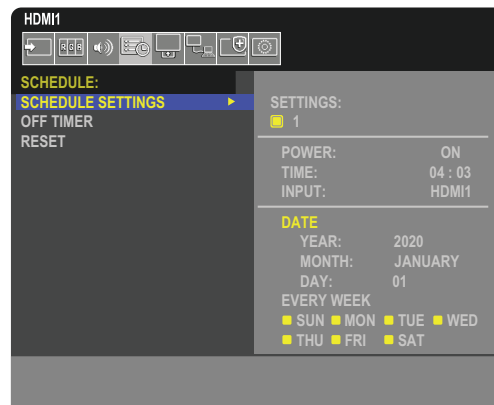 HDMI1
RGB
SCHEDULE:
SCHEDULE SETTINGS
OFF TIMER
RESET
SETTINGS:
1
POWER: ON
TIME: 04 : 03
INPUT: HDMI1
DATE
YEAR: 2020
MONTH: JANUARY
DAY: 01
EVERY WEEK
SUN MON TUE WED
THU FRI SAT